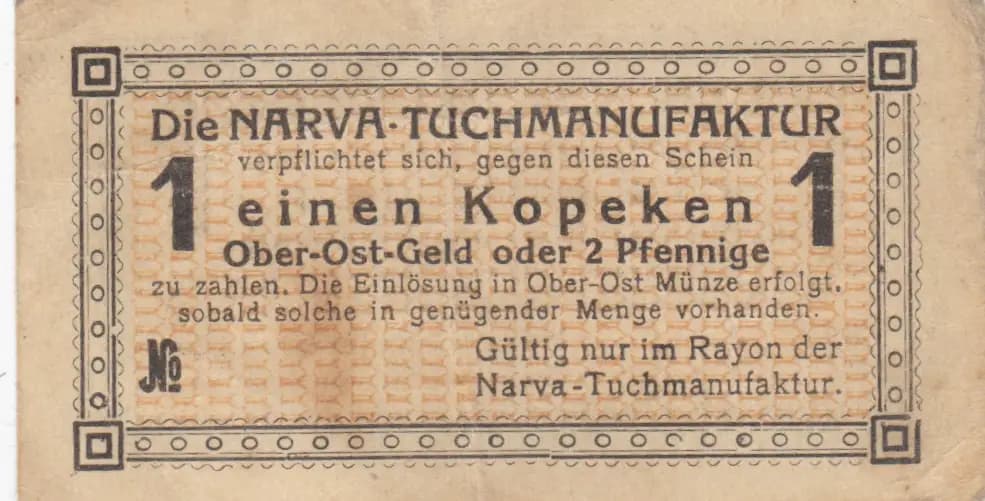 Die NARVA-TUCHMANUFAKTUR
verpflichtet sich, gegen diesen Schein
1 einen Kopeken 1
Ober-Ost-Geld oder 2 Pfennige
zu zahlen. Die Einlösung in Ober-Ost Münze erfolgt,
sobald solche in genügender Menge vorhanden.
Gültig nur im Rayon der
№ Narva-Tuchmanufaktur.